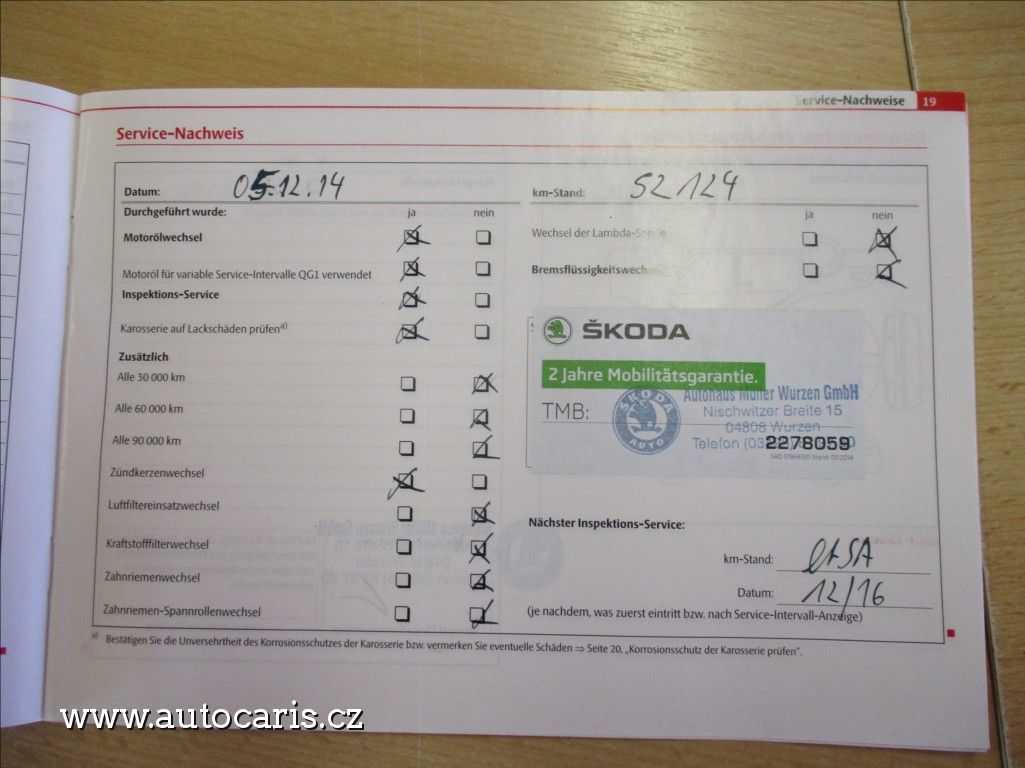 Service-Nachweise 19
Service-Nachweis
Datum: 05.12.14
km-Stand: 52 124
Durchgeführt wurde: ja nein
ja nein
Motorölwechsel
Motoröl für variable Service-Intervalle QG1 verwendet
Inspektions-Service
Karosserie auf Lackschäden prüfen a)
Zusätzlich
Alle 30 000 km
Alle 60 000 km
Alle 90 000 km
Zündkerzenwechsel
Luftfiltereinsatzwechsel
Kraftstofffilterwechsel
Zahnriemenwechsel
Zahnriemen-Spannrollenwechsel
Wechsel der Lambda-Sonde
Bremsflüssigkeitswechsel
ŠKODA
2 Jahre Mobilitätsgarantie.
TMB:
ŠKODA
AUTO
Autohaus Müller Wurzen GmbH
Nischwitzer Breite 15
04808 Wurzen
Telefon
2278059
Nächster Inspektions-Service:
km-Stand:
Datum: 12/16
(je nachdem, was zuerst eintritt bzw. nach Service-Intervall-Anzeige)
a) Bestätigen Sie die Unversehrtheit des Korrosionsschutzes der Karosserie bzw. vermerken Sie eventuelle Schäden ⇒ Seite 20, „Korrosionsschutz der Karosserie prüfen“.
www.autocaris.cz